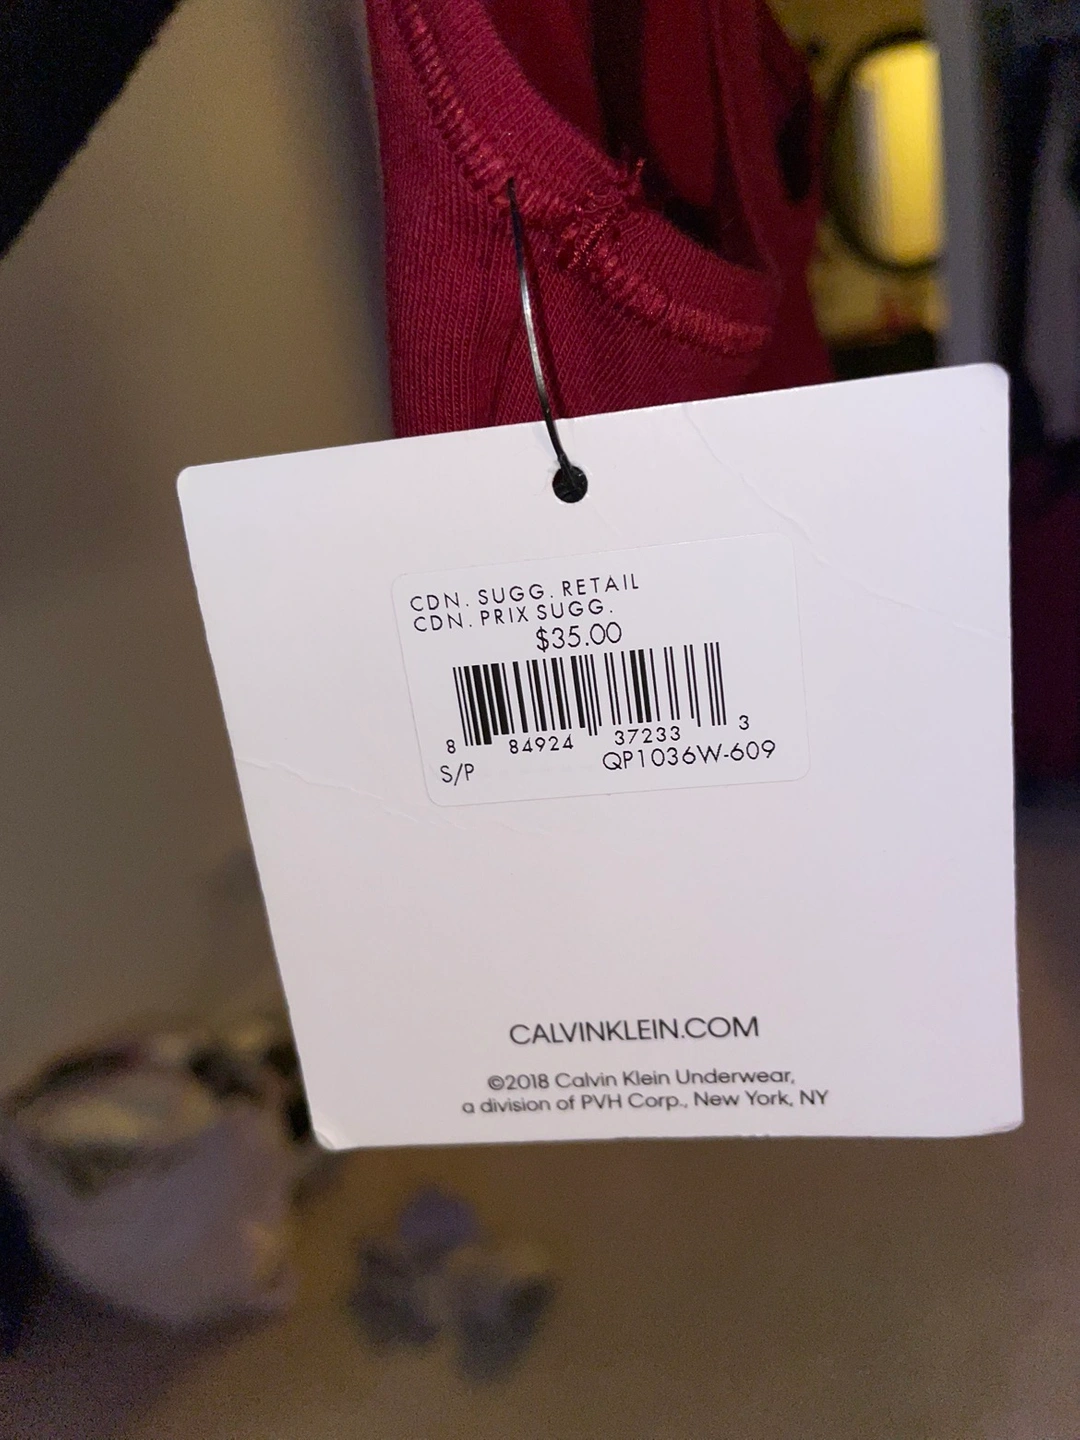 CDN. SUGG. RETAIL
CDN. PRIX SUGG.
$35.00
8 84924 37233 3
S/P QP1036W-609
CALVINKLEIN.COM
©2018 Calvin Klein Underwear,
a division of PVH Corp., New York, NY